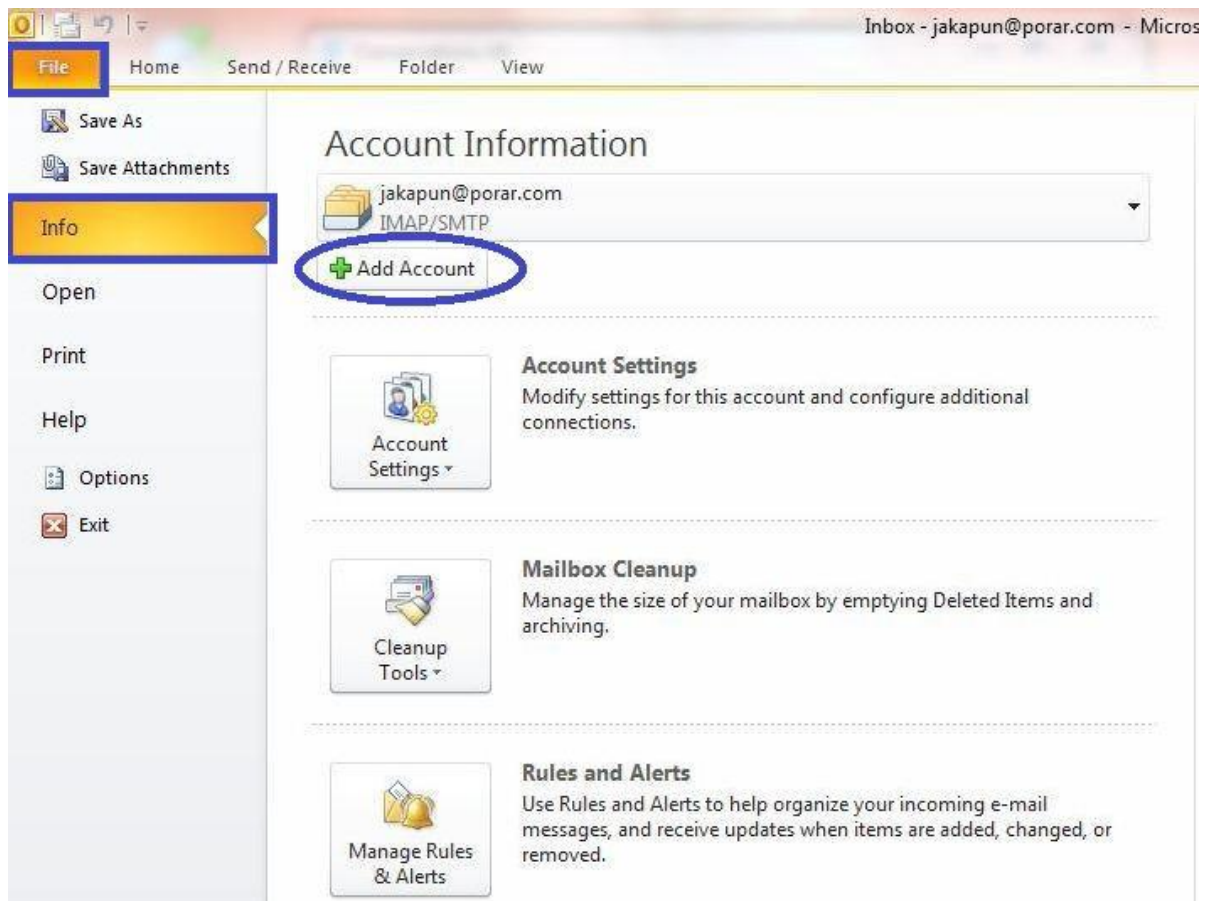 Inbox - jakapun@porar.com - Micros
File Home Send / Receive Folder View
Save As
Save Attachments
Info
Open
Print
Help
Options
Exit
Account Information
jakapun@porar.com
IMAP/SMTP
Add Account
Account Settings
Modify settings for this account and configure additional
connections.
Account
Settings
Mailbox Cleanup
Manage the size of your mailbox by emptying Deleted Items and
archiving.
Cleanup
Tools
Rules and Alerts
Use Rules and Alerts to help organize your incoming e-mail
messages, and receive updates when items are added, changed, or
removed.
Manage Rules
& Alerts